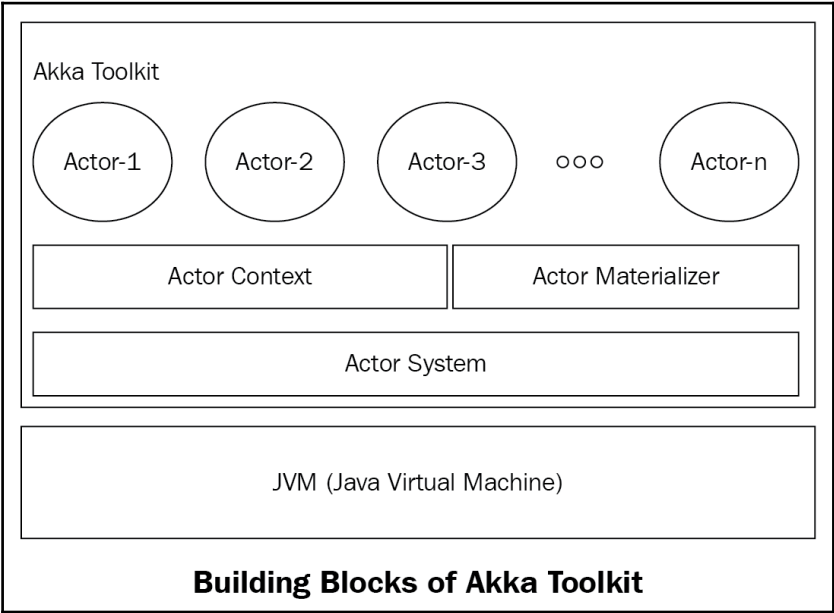 Akka Toolkit
Actor-1
Actor-2
Actor-3
Actor-n
Actor Context
Actor Materializer
Actor System
JVM (Java Virtual Machine)
Building Blocks of Akka Toolkit